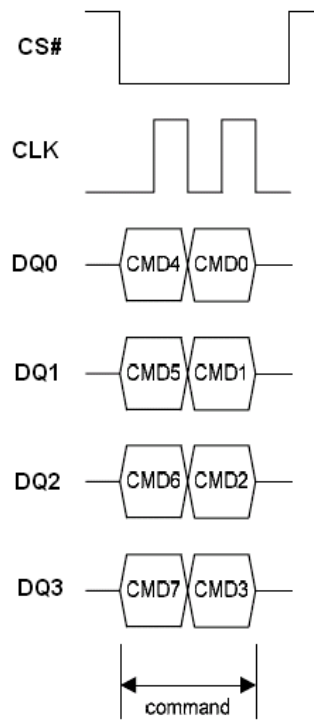 CS#
CLK
DQ0 CMD4 CMD0
DQ1 CMD5 CMD1
DQ2 CMD6 CMD2
DQ3 CMD7 CMD3
command